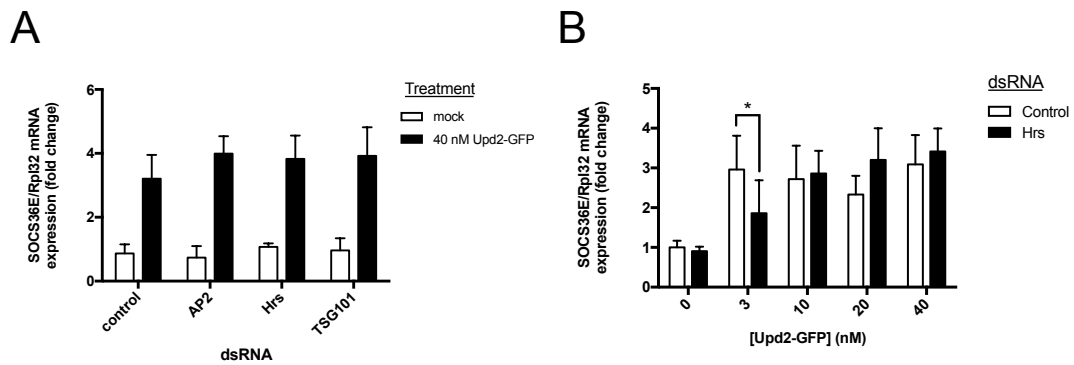 A
SOCS36E/Rpl32 mRNA
expression (fold change)
6
4
2
0
control
AP2
Hrs
TSG101
dsRNA
Treatment
mock
40 nM Upd2-GFP
B
SOCS36E/Rpl32 mRNA
expression (fold change)
5
4
3
2
1
0
*
0
3
10
20
40
[Upd2-GFP] (nM)
dsRNA
Control
Hrs